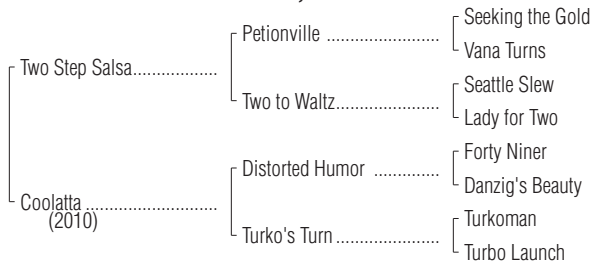 Seeking the Gold
Petionville ....................
Vana Turns
Two Step Salsa.................
Seattle Slew
Two to Waltz..................
Lady for Two
Forty Niner
Distorted Humor ............
Danzig's Beauty
Coolatta .........................
(2010)
Turkoman
Turko's Turn..................
Turbo Launch